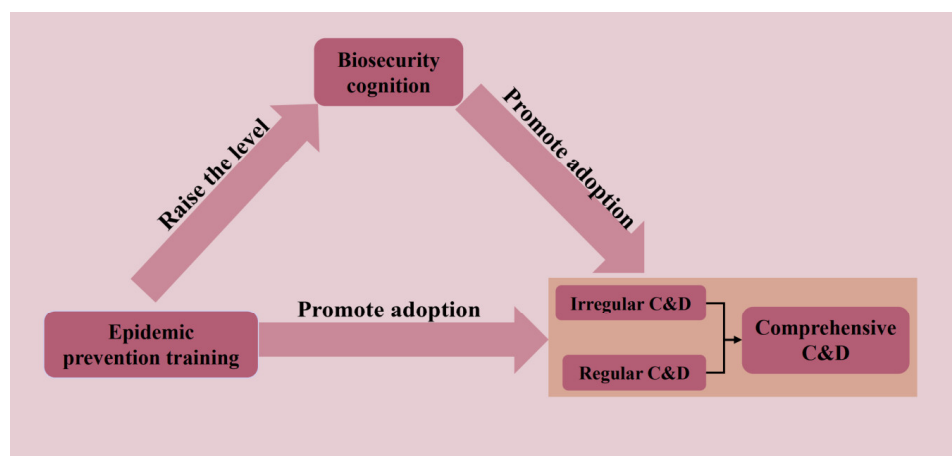 Biosecurity
cognition
Raise the level
Promote adoption
Epidemic
prevention training
Promote adoption
Irregular C&D
Regular C&D
Comprehensive
C&D